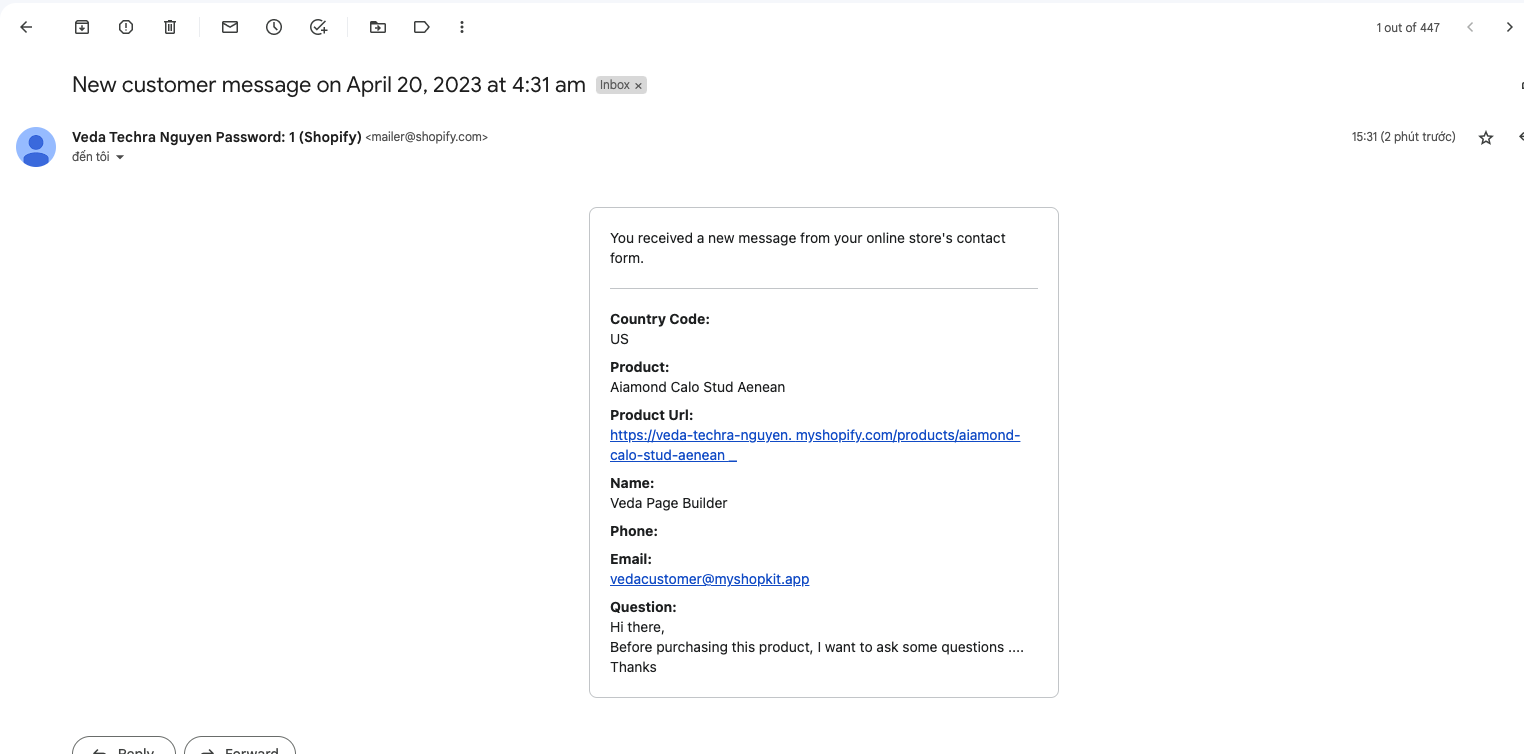 1 out of 447
New customer message on April 20, 2023 at 4:31 am Inbox ×
Veda Techra Nguyen Password: 1 (Shopify) <mailer@shopify.com>
15:31 (2 phút trước)
đến tôi
You received a new message from your online store's contact
form.
Country Code:
US
Product:
Aiamond Calo Stud Aenean
Product Url:
https://veda-techra-nguyen. myshopify.com/products/aiamond-
calo-stud-aenean _
Name:
Veda Page Builder
Phone:
Email:
vedacustomer@myshopkit.app
Question:
Hi there,
Before purchasing this product, I want to ask some questions ....
Thanks
Reply
Forward